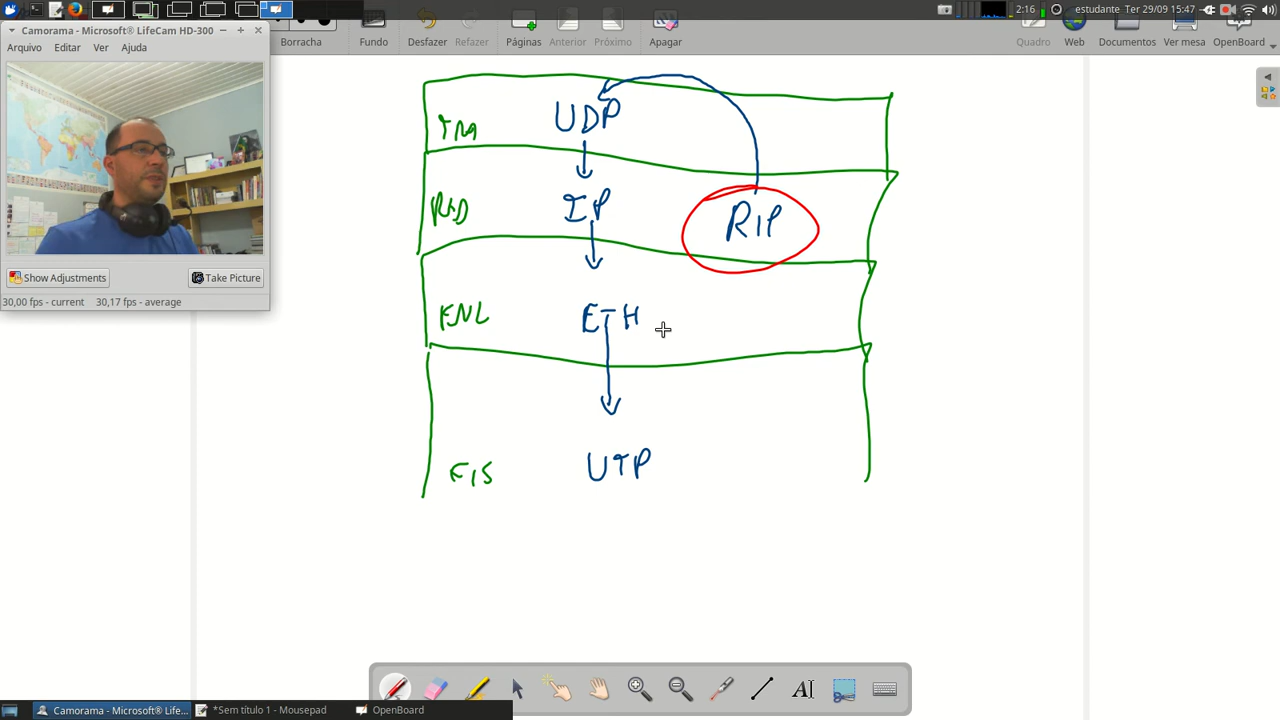 2:16
estudante
Ter 29/09 15:47
Camorama - Microsoft® LifeCam HD-300
Arquivo Editar Ver Ajuda
Show Adjustments
Take Picture
30,00 fps - current 30,17 fps - average
Borracha Fundo Desfazer Refazer Páginas Anterior Próximo Apagar Quadro Web Documentos Ver mesa OpenBoard
TRA UDP
RED IP RIP
ENL ETH
FIS UTP
Camorama - Microsoft® Life... *Sem título 1 - Mousepad OpenBoard